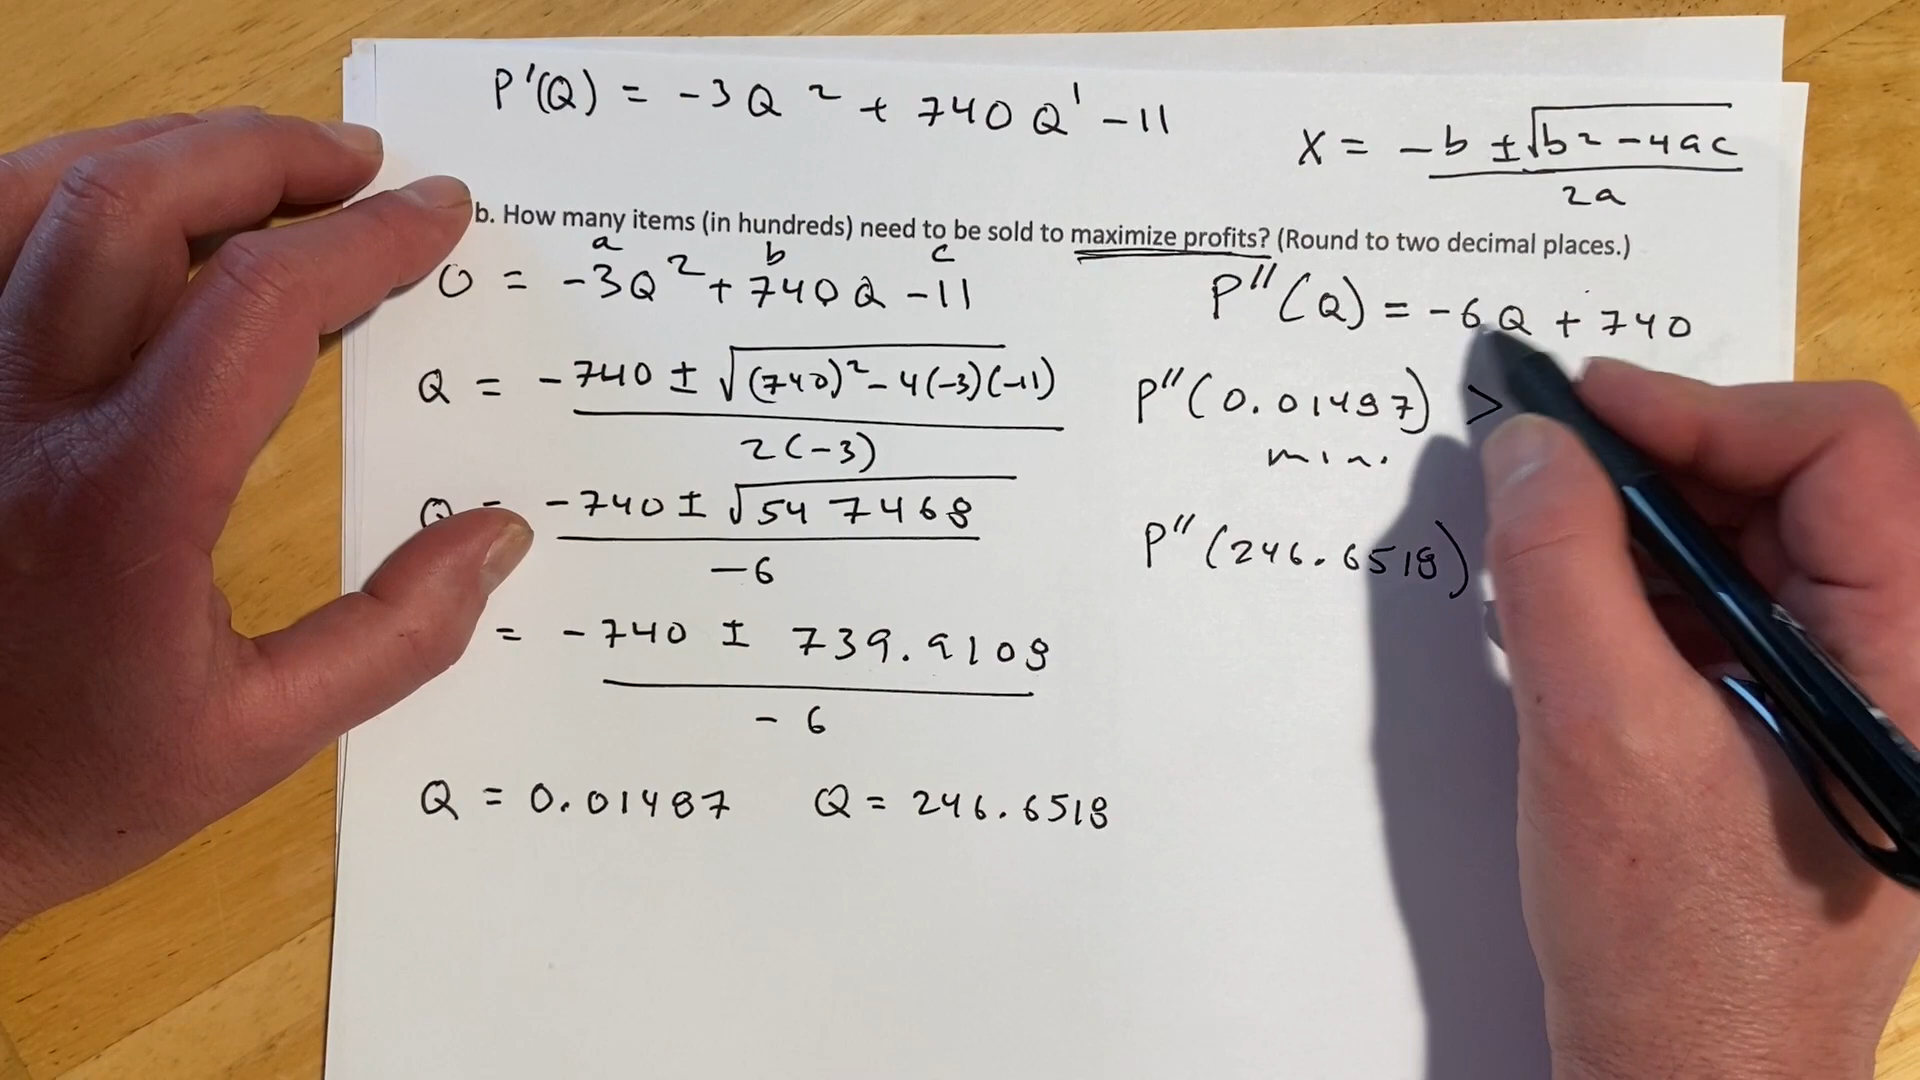 P'(Q) = -3Q² + 740Q¹ - 11
x = -b ± √b² - 4ac
2a
b. How many items (in hundreds) need to be sold to maximize profits? (Round to two decimal places.)
a b c
0 = -3Q² + 740Q - 11
P''(Q) = -6Q + 740
Q = -740 ± √(740)² - 4(-3)(-11)
2(-3)
P''(0.01487) >
min.
Q = -740 ± √547468
-6
P''(246.6518)
= -740 ± 739.9108
-6
Q = 0.01487 Q = 246.6518